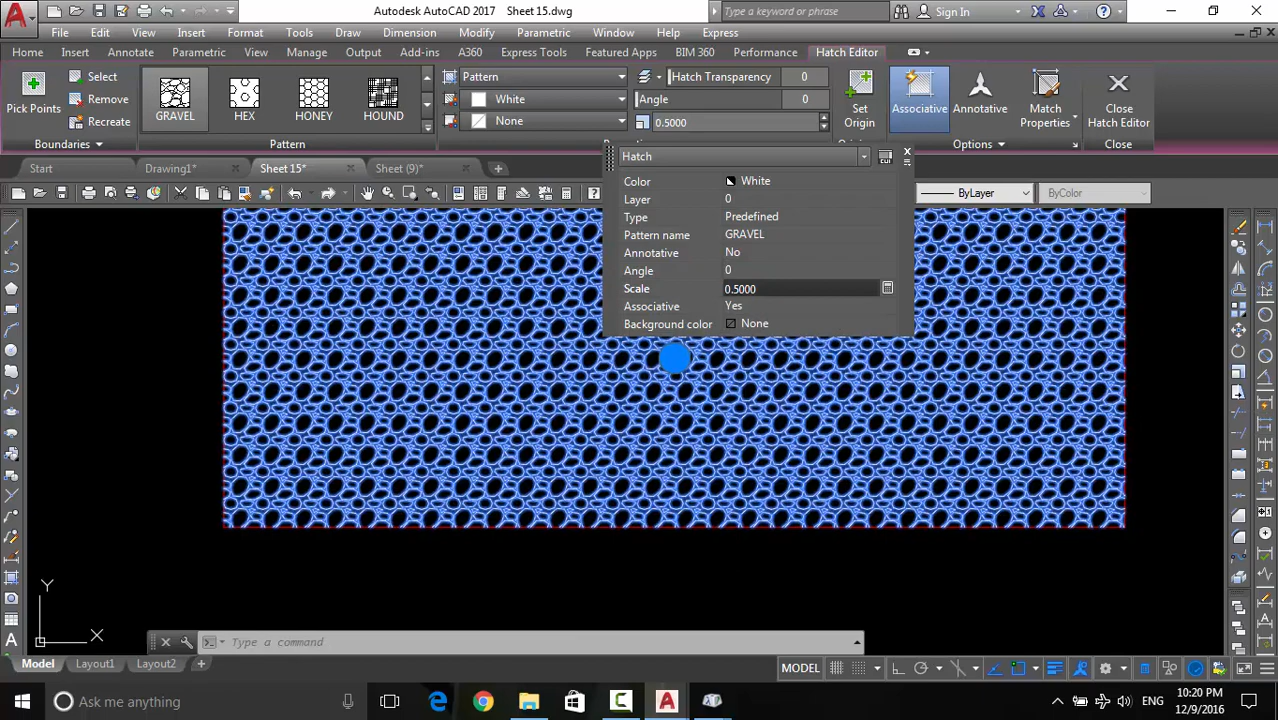 Autodesk AutoCAD 2017 Sheet 15.dwg
Type a keyword or phrase
Sign In
File Edit View Insert Format Tools Draw Dimension Modify Parametric Window Help Express
Home Insert Annotate Parametric View Manage Output Add-ins A360 Express Tools Featured Apps BIM 360 Performance Hatch Editor
Pick Points
Select
Remove
Recreate
Boundaries
GRAVEL HEX HONEY HOUND
Pattern
Pattern
White
None
Hatch Transparency 0
Angle 0
0.5000
Set
Origin
Associative
Annotative
Match
Properties
Options
Close
Hatch Editor
Close
Start Drawing1* Sheet 15* Sheet (9)*
ByLayer
ByColor
Hatch
Color White
Layer 0
Type Predefined
Pattern name GRAVEL
Annotative No
Angle 0
Scale 0.5000
Associative Yes
Background color None
Y
X
Type a command
Model Layout1 Layout2
MODEL
Ask me anything
ENG
10:20 PM
12/9/2016